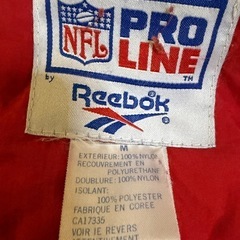 NFL PRO
LINE
by TM
Reebok
M
EXTERIEUR: 100% NYLON
RECOUVREMENT EN
POLYURETHANE
DOUBLURE: 100% NYLON
ISOLANT:
100% POLYESTER
FABRIQUE EN COREE
CA17335
VOIR JE REVERS